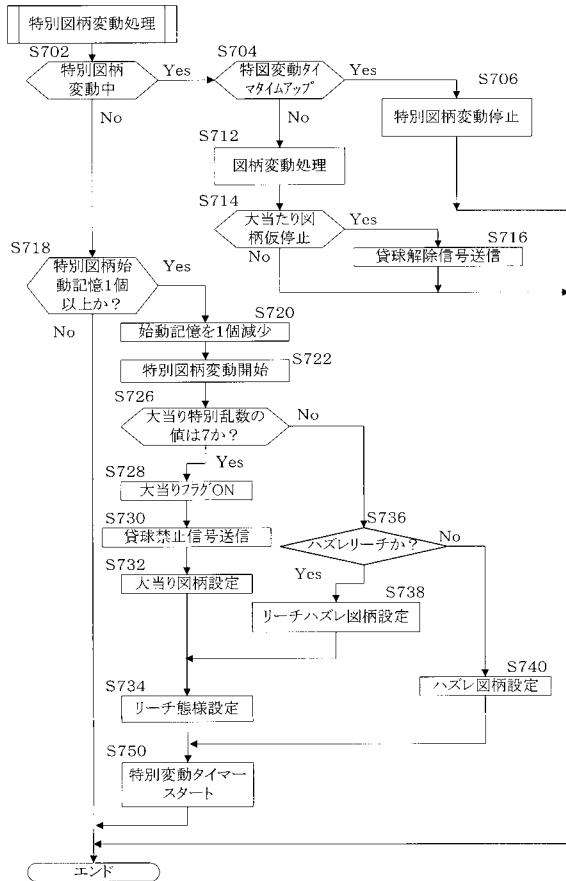 特別図柄変動処理
S702
特別図柄
変動中
Yes
No
S704
特図変動タイ
マタイムアップ
Yes
No
S706
特別図柄変動停止
S712
図柄変動処理
S714
大当たり図
柄仮停止
Yes
No
S716
貸球解除信号送信
S718
特別図柄始
動記憶1個
以上か？
Yes
No
S720
始動記憶を1個減少
S722
特別図柄変動開始
S726
大当り特別乱数の
値は7か？
No
Yes
S728
大当りフラグON
S730
貸球禁止信号送信
S732
大当り図柄設定
S736
ハズレリーチか？
No
Yes
S738
リーチハズレ図柄設定
S740
ハズレ図柄設定
S734
リーチ態様設定
S750
特別変動タイマー
スタート
エンド